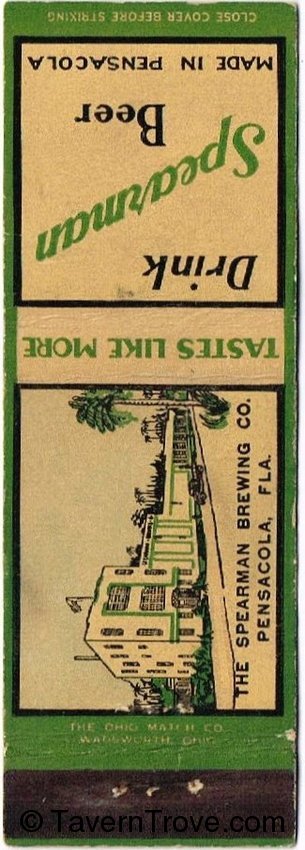 CLOSE COVER BEFORE STRIKING
MADE IN PENSACOLA
Drink
Spearman
Beer
TASTES LIKE MORE
THE SPEARMAN BREWING CO.
PENSACOLA, FLA.
THE OHIO MATCH CO.
WADSWORTH, OHIO
© TavernTrove.com